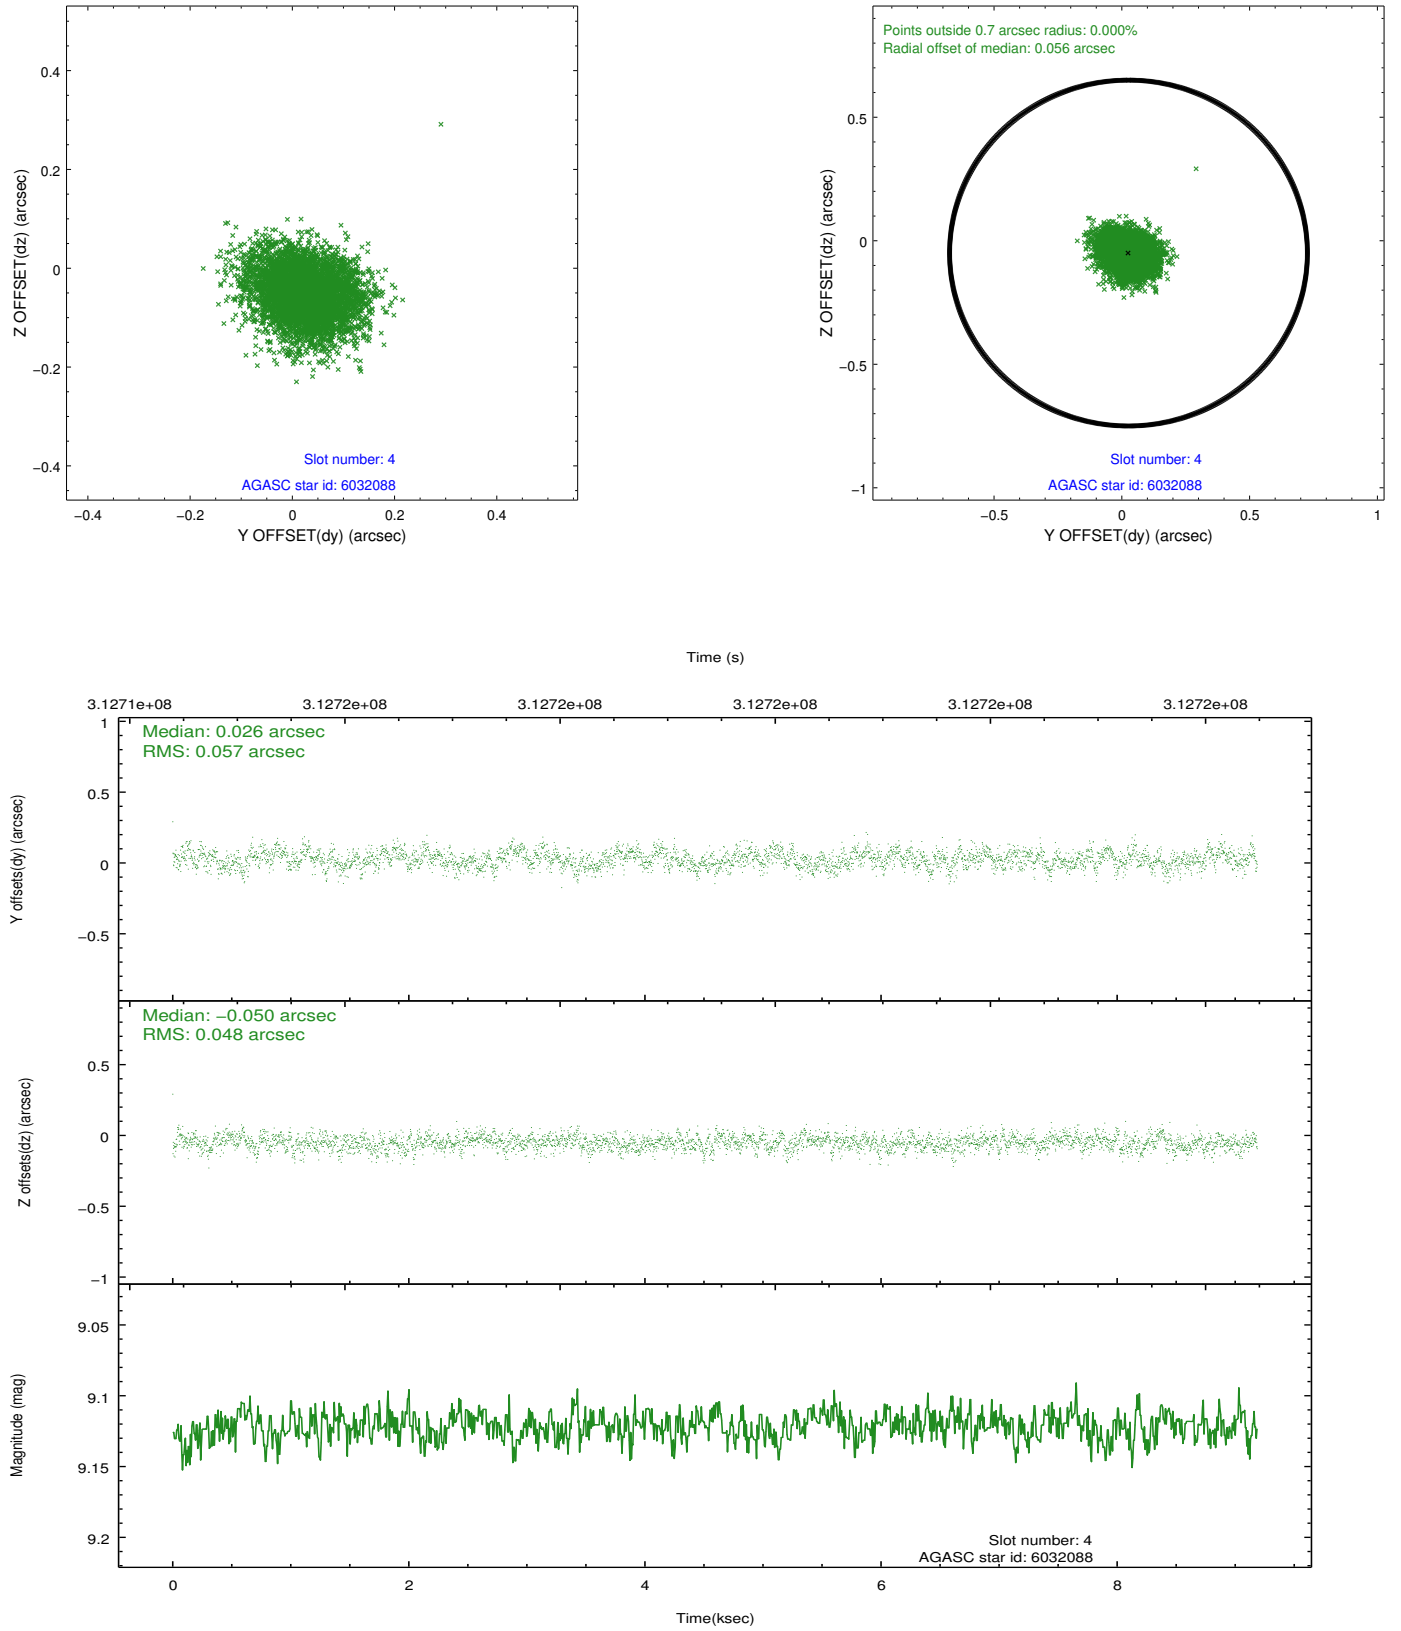 0.4
0.2
0
−0.2
−0.4
Z OFFSET(dz) (arcsec)
Slot number: 4
AGASC star id: 6032088
−0.4 −0.2 0 0.2 0.4
Y OFFSET(dy) (arcsec)
Points outside 0.7 arcsec radius: 0.000%
Radial offset of median: 0.056 arcsec
0.5
0
−0.5
−1
Z OFFSET(dz) (arcsec)
Slot number: 4
AGASC star id: 6032088
−0.5 0 0.5 1
Y OFFSET(dy) (arcsec)
Time (s)
3.1271e+08 3.1272e+08 3.1272e+08 3.1272e+08 3.1272e+08 3.1272e+08
Median: 0.026 arcsec
RMS: 0.057 arcsec
1
0.5
0
−0.5
Y offsets(dy) (arcsec)
Median: −0.050 arcsec
RMS: 0.048 arcsec
0.5
0
−0.5
−1
Z offsets(dz) (arcsec)
9.05
9.1
9.15
9.2
Magnitude (mag)
Slot number: 4
AGASC star id: 6032088
0 2 4 6 8
Time(ksec)